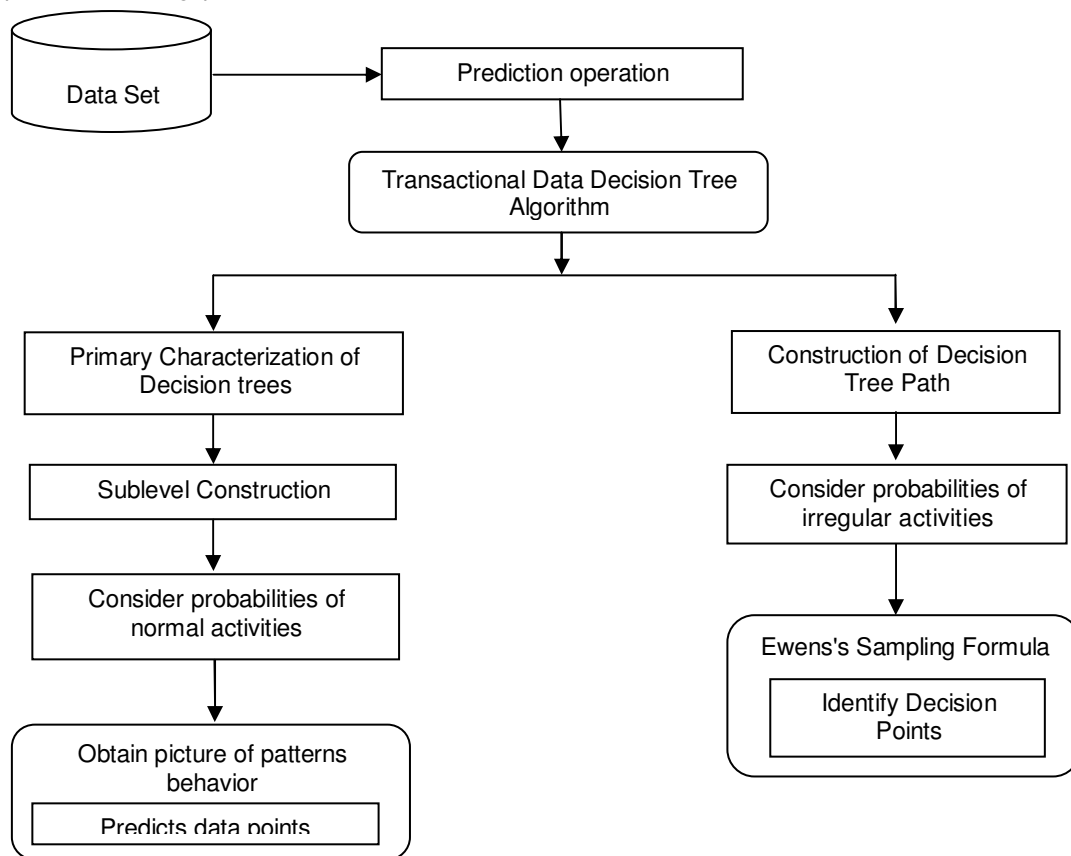 Data Set
Prediction operation
Transactional Data Decision Tree
Algorithm
Primary Characterization of
Decision trees
Sublevel Construction
Consider probabilities of
normal activities
Obtain picture of patterns
behavior
Predicts data points
Construction of Decision
Tree Path
Consider probabilities of
irregular activities
Ewens's Sampling Formula
Identify Decision
Points